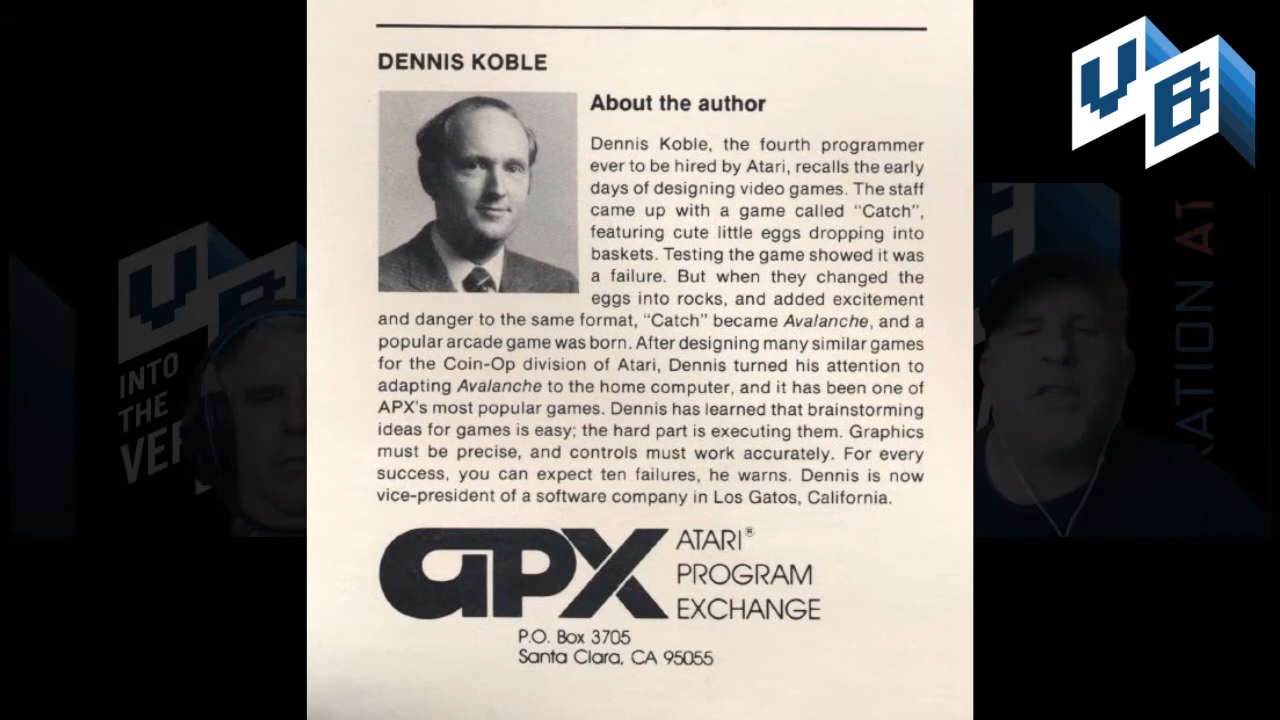 DENNIS KOBLE
About the author
Dennis Koble, the fourth programmer
ever to be hired by Atari, recalls the early
days of designing video games. The staff
came up with a game called “Catch”,
featuring cute little eggs dropping into
baskets. Testing the game showed it was
a failure. But when they changed the
eggs into rocks, and added excitement
and danger to the same format, “Catch” became Avalanche, and a
popular arcade game was born. After designing many similar games
for the Coin-Op division of Atari, Dennis turned his attention to
adapting Avalanche to the home computer, and it has been one of
APX's most popular games. Dennis has learned that brainstorming
ideas for games is easy; the hard part is executing them. Graphics
must be precise, and controls must work accurately. For every
success, you can expect ten failures, he warns. Dennis is now
vice-president of a software company in Los Gatos, California.
APX ATARI®
PROGRAM
EXCHANGE
P.O. Box 3705
Santa Clara, CA 95055
VB
VB
INTO
THE